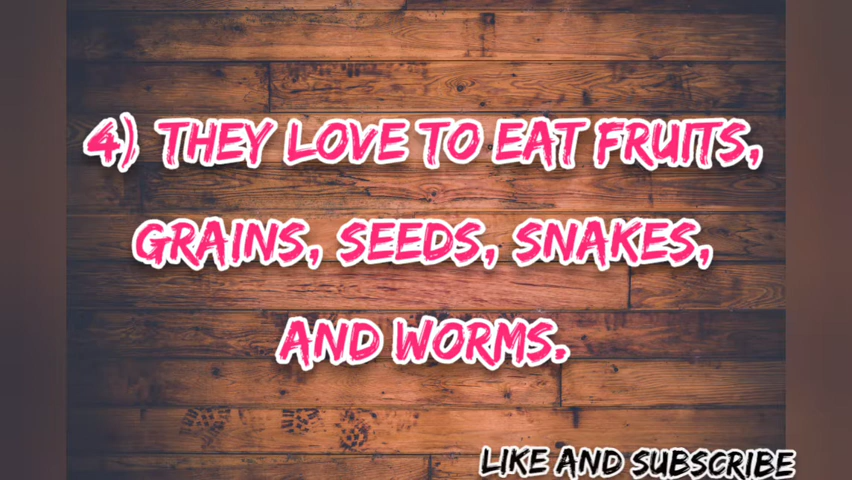 4) THEY LOVE TO EAT FRUITS,
GRAINS, SEEDS, SNAKES,
AND WORMS.
LIKE AND SUBSCRIBE